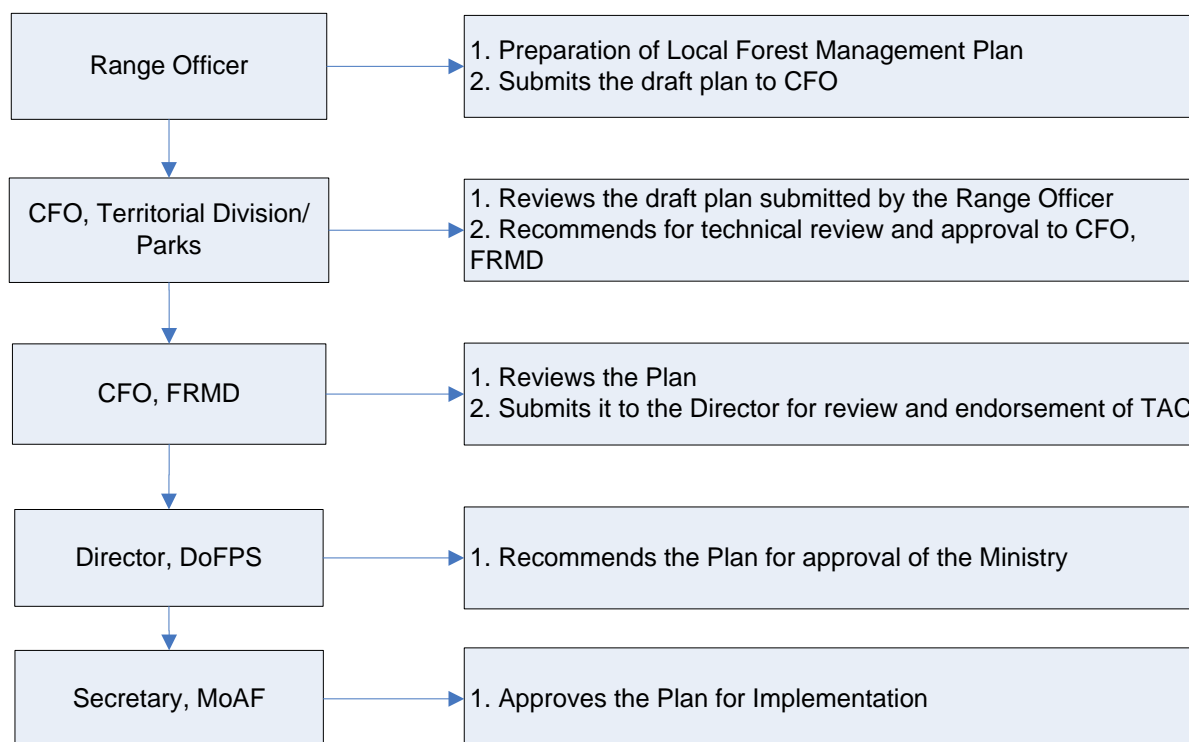 Range Officer
1. Preparation of Local Forest Management Plan
2. Submits the draft plan to CFO
CFO, Territorial Division/
Parks
1. Reviews the draft plan submitted by the Range Officer
2. Recommends for technical review and approval to CFO,
FRMD
CFO, FRMD
1. Reviews the Plan
2. Submits it to the Director for review and endorsement of TAC
Director, DoFPS
1. Recommends the Plan for approval of the Ministry
Secretary, MoAF
1. Approves the Plan for Implementation